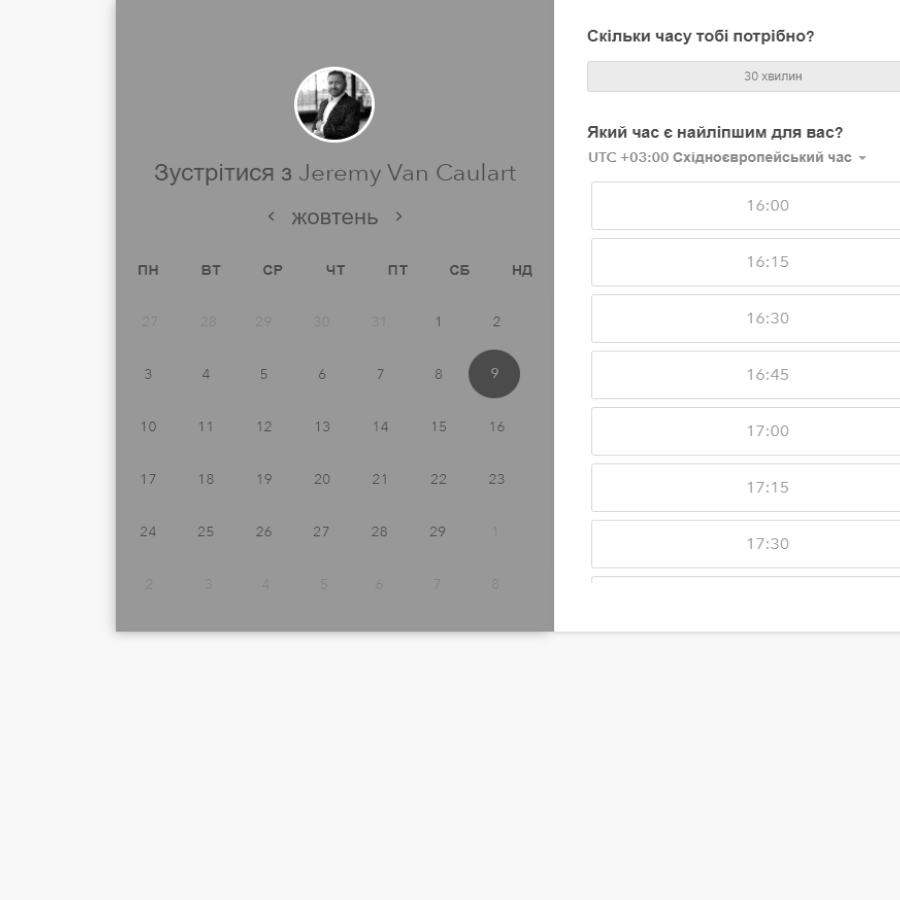 Зустрітися з Jeremy Van Caulart
жовтень
ПН ВТ СР ЧТ ПТ СБ НД
27 28 29 30 31 1 2
3 4 5 6 7 8 9
10 11 12 13 14 15 16
17 18 19 20 21 22 23
24 25 26 27 28 29 1
2 3 4 5 6 7 8
Скільки часу тобі потрібно?
30 хвилин
Який час є найліпшим для вас?
UTC +03:00 Східноєвропейський час
16:00
16:15
16:30
16:45
17:00
17:15
17:30